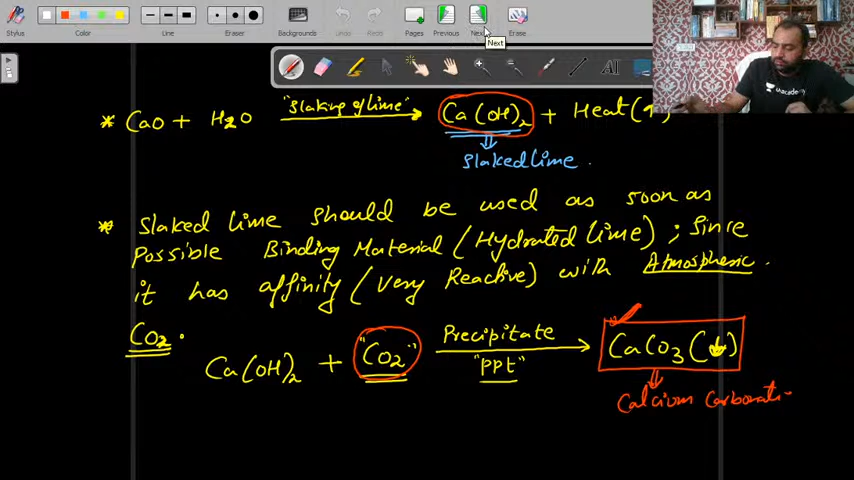 Stylus
Color
Line
Eraser
Backgrounds
Undo
Redo
Pages
Previous
Next
Erase
Next
unacademy
* CaO + H2O "Slaking of lime" Ca(OH)2 + Heat(↑)
Slaked lime.
* Slaked lime should be used as soon as
possible Binding Material (Hydrated lime) ; Since
it has affinity (Very Reactive) with Atmospheric.
CO2.
Ca(OH)2 + "CO2" Precipitate "ppt" CaCO3(↓)
Calcium Carbonate